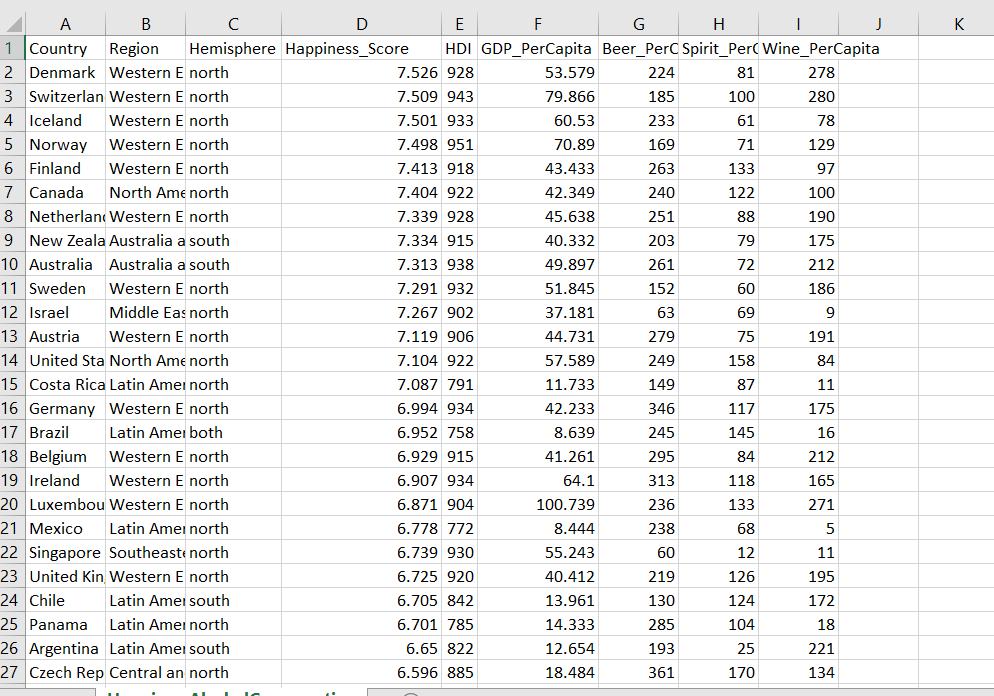 A B C D E F G H I J K
1 Country Region Hemisphere Happiness_Score HDI GDP_PerCapita Beer_PerC Spirit_PerC Wine_PerCapita
2 Denmark Western E north 7.526 928 53.579 224 81 278
3 Switzerlan Western E north 7.509 943 79.866 185 100 280
4 Iceland Western E north 7.501 933 60.53 233 61 78
5 Norway Western E north 7.498 951 70.89 169 71 129
6 Finland Western E north 7.413 918 43.433 263 133 97
7 Canada North Ame north 7.404 922 42.349 240 122 100
8 Netherland Western E north 7.339 928 45.638 251 88 190
9 New Zeala Australia a south 7.334 915 40.332 203 79 175
10 Australia Australia a south 7.313 938 49.897 261 72 212
11 Sweden Western E north 7.291 932 51.845 152 60 186
12 Israel Middle Eas north 7.267 902 37.181 63 69 9
13 Austria Western E north 7.119 906 44.731 279 75 191
14 United Sta North Ame north 7.104 922 57.589 249 158 84
15 Costa Rica Latin Amer north 7.087 791 11.733 149 87 11
16 Germany Western E north 6.994 934 42.233 346 117 175
17 Brazil Latin Amer both 6.952 758 8.639 245 145 16
18 Belgium Western E north 6.929 915 41.261 295 84 212
19 Ireland Western E north 6.907 934 64.1 313 118 165
20 Luxembou Western E north 6.871 904 100.739 236 133 271
21 Mexico Latin Amer north 6.778 772 8.444 238 68 5
22 Singapore Southeast north 6.739 930 55.243 60 12 11
23 United Kin Western E north 6.725 920 40.412 219 126 195
24 Chile Latin Amer south 6.705 842 13.961 130 124 172
25 Panama Latin Amer north 6.701 785 14.333 285 104 18
26 Argentina Latin Amer south 6.65 822 12.654 193 25 221
27 Czech Rep Central an north 6.596 885 18.484 361 170 134